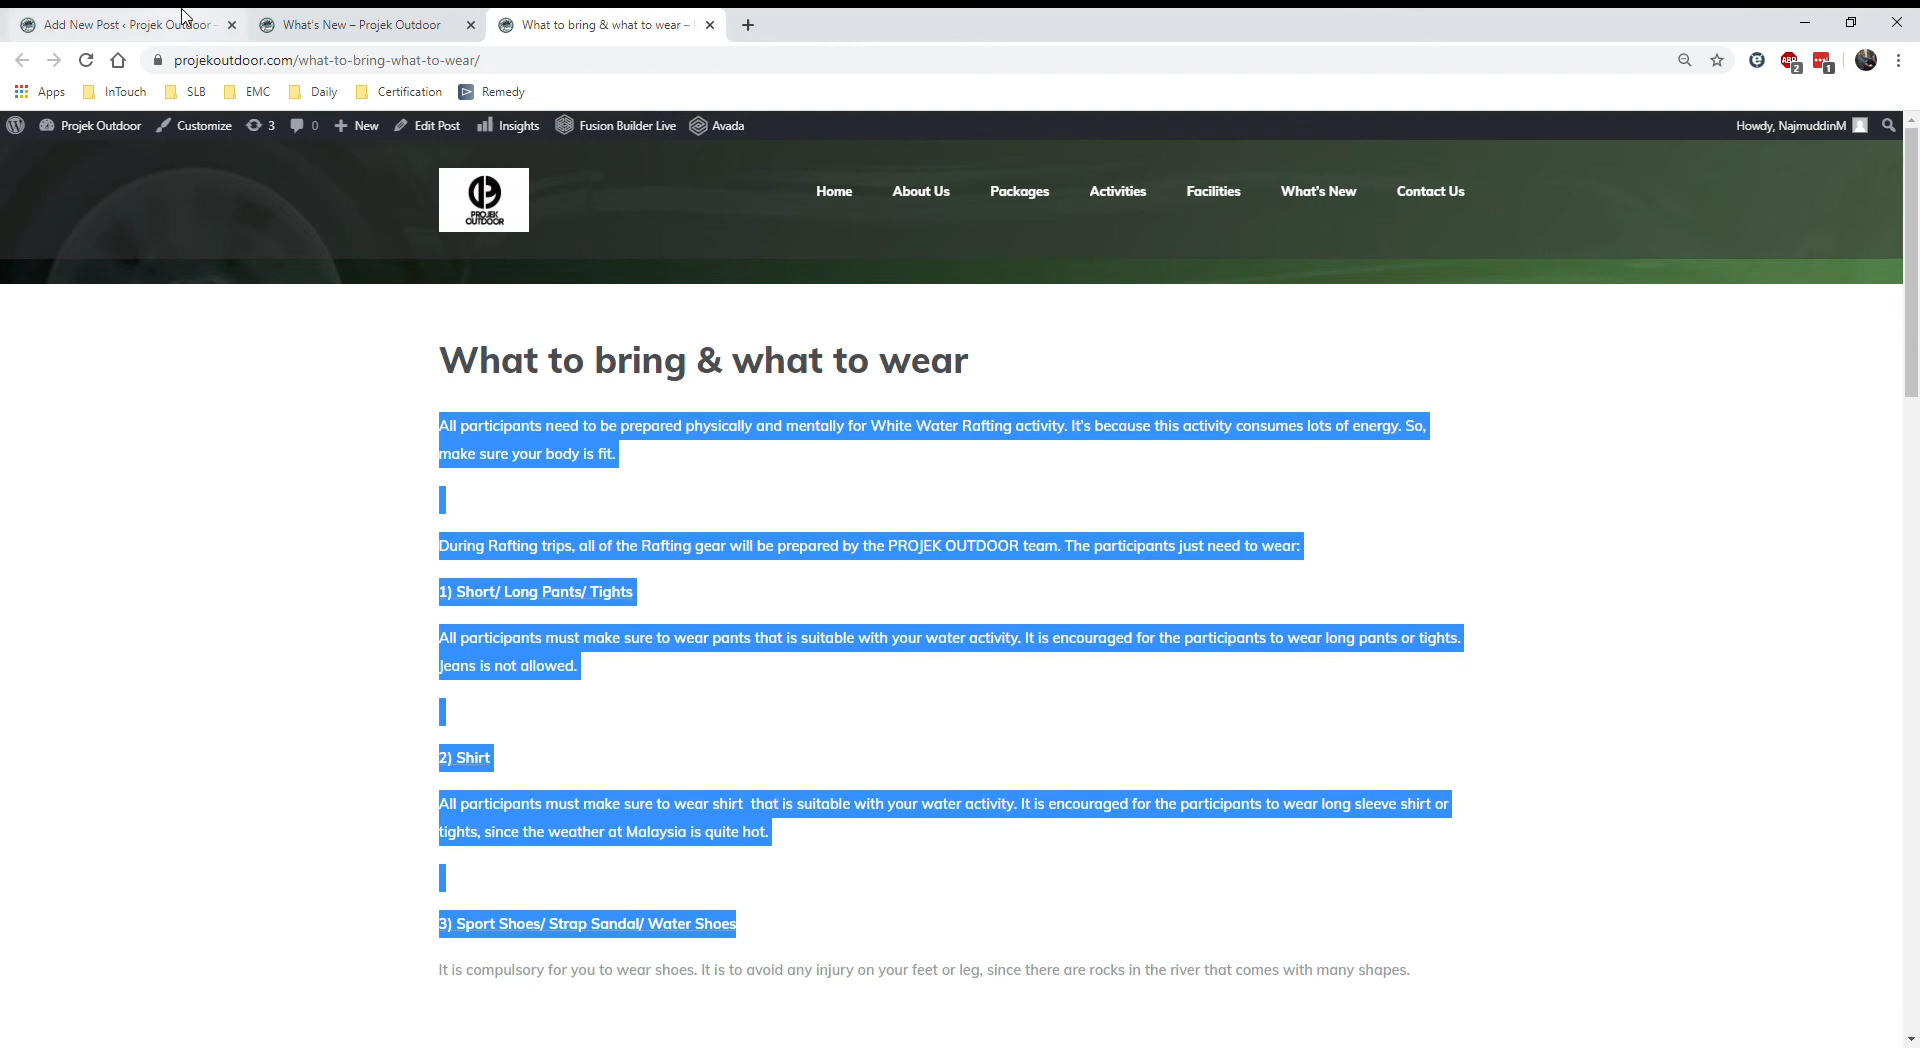 Add New Post ‹ Projek Outdoor -
What's New – Projek Outdoor
What to bring & what to wear –
projekoutdoor.com/what-to-bring-what-to-wear/
ABP 2 1
Apps InTouch SLB EMC Daily Certification Remedy
Projek Outdoor Customize 3 0 New Edit Post Insights Fusion Builder Live Avada Howdy, NajmuddinM
PROJEK
OUTDOOR
Home About Us Packages Activities Facilities What's New Contact Us
What to bring & what to wear
All participants need to be prepared physically and mentally for White Water Rafting activity. It's because this activity consumes lots of energy. So,
make sure your body is fit.
During Rafting trips, all of the Rafting gear will be prepared by the PROJEK OUTDOOR team. The participants just need to wear:
1) Short/ Long Pants/ Tights
All participants must make sure to wear pants that is suitable with your water activity. It is encouraged for the participants to wear long pants or tights.
Jeans is not allowed.
2) Shirt
All participants must make sure to wear shirt  that is suitable with your water activity. It is encouraged for the participants to wear long sleeve shirt or
tights, since the weather at Malaysia is quite hot.
3) Sport Shoes/ Strap Sandal/ Water Shoes
It is compulsory for you to wear shoes. It is to avoid any injury on your feet or leg, since there are rocks in the river that comes with many shapes.